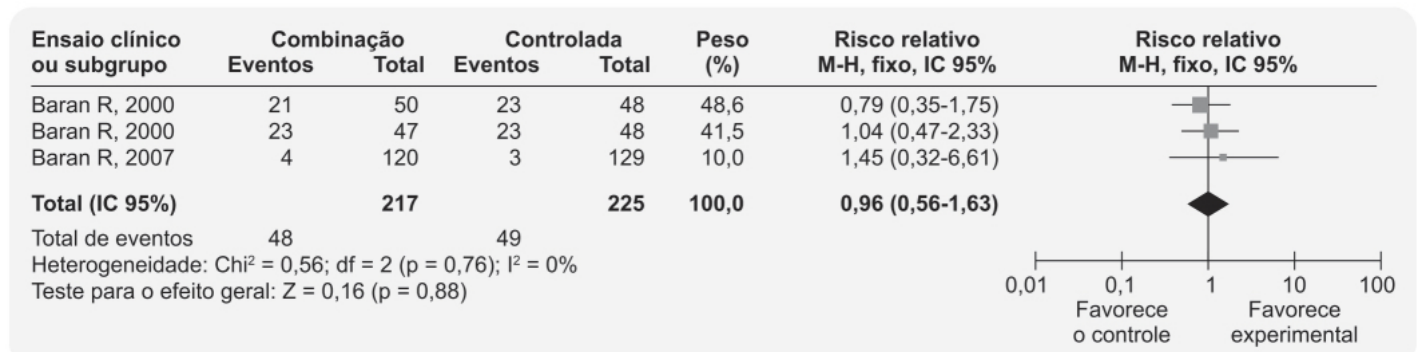 Ensaio clínico Combinação Controlada Peso Risco relativo Risco relativo
ou subgrupo Eventos Total Eventos Total (%) M-H, fixo, IC 95% M-H, fixo, IC 95%
Baran R, 2000 21 50 23 48 48,6 0,79 (0,35-1,75)
Baran R, 2000 23 47 23 48 41,5 1,04 (0,47-2,33)
Baran R, 2007 4 120 3 129 10,0 1,45 (0,32-6,61)
Total (IC 95%) 217 225 100,0 0,96 (0,56-1,63)
Total de eventos 48 49
Heterogeneidade: Chi² = 0,56; df = 2 (p = 0,76); I² = 0%
Teste para o efeito geral: Z = 0,16 (p = 0,88)
0,01 0,1 1 10 100
Favorece Favorece
o controle experimental